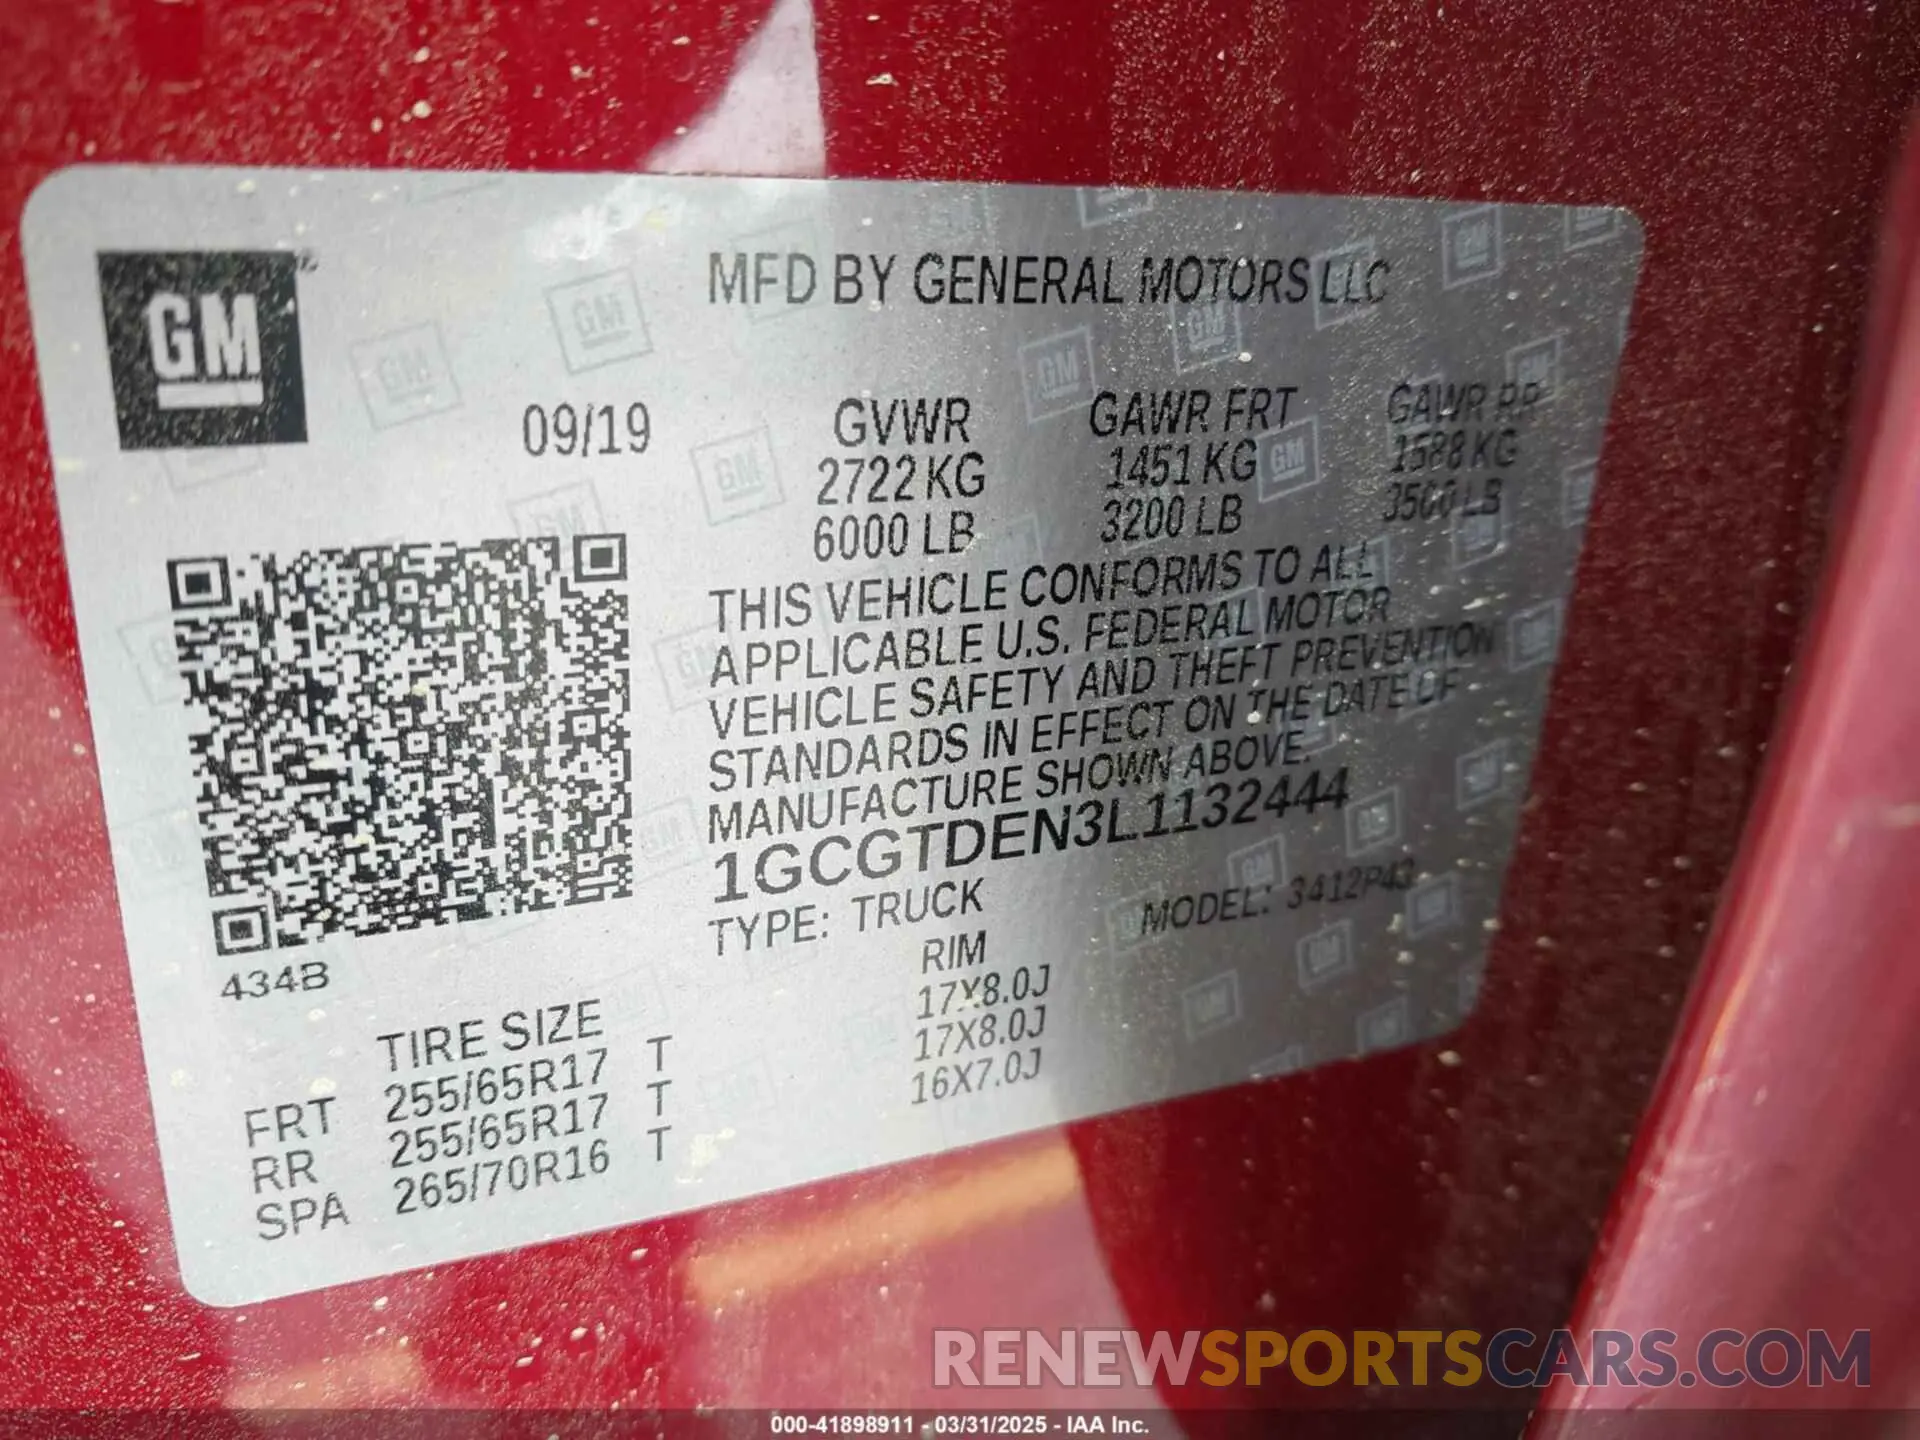 GM
MFD BY GENERAL MOTORS LLC
09/19
GVWR GAWR FRT GAWR RR
2722 KG 1451 KG 1588 KG
6000 LB 3200 LB 3500 LB
THIS VEHICLE CONFORMS TO ALL
APPLICABLE U.S. FEDERAL MOTOR
VEHICLE SAFETY AND THEFT PREVENTION
STANDARDS IN EFFECT ON THE DATE OF
MANUFACTURE SHOWN ABOVE.
1GCGTDEN3L1132444
TYPE: TRUCK MODEL: 3412P43
434B
TIRE SIZE RIM
FRT 255/65R17 T 17X8.0J
RR 255/65R17 T 17X8.0J
SPA 265/70R16 T 16X7.0J
RENEWSPORTSCARS.COM
000-41898911 - 03/31/2025 - IAA Inc.